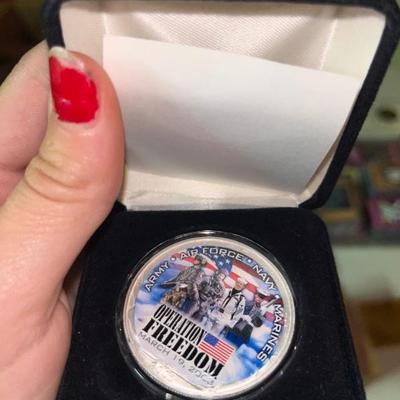 ARMY • AIR FORCE • NAVY • MARINES
OPERATION
FREEDOM
MARCH 19, 2003